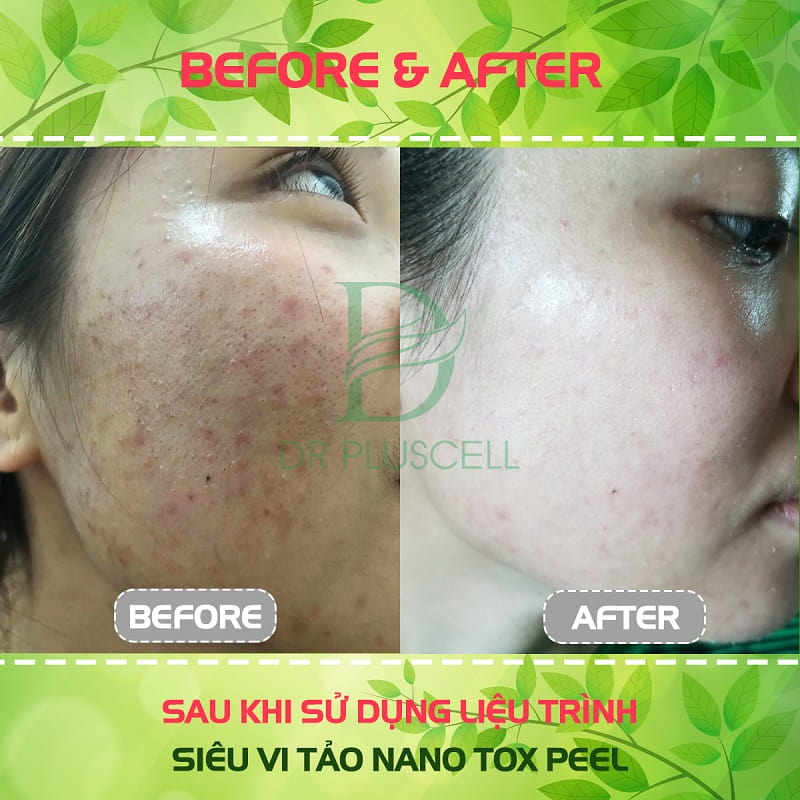 BEFORE & AFTER
DR PLUSCELL
BEFORE
AFTER
SAU KHI SỬ DỤNG LIỆU TRÌNH
SIÊU VI TẢO NANO TOX PEEL